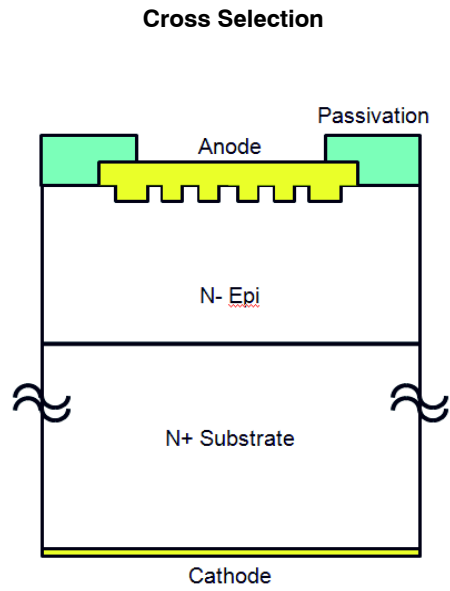 Cross Selection
Passivation
Anode
N- Epi
N+ Substrate
Cathode